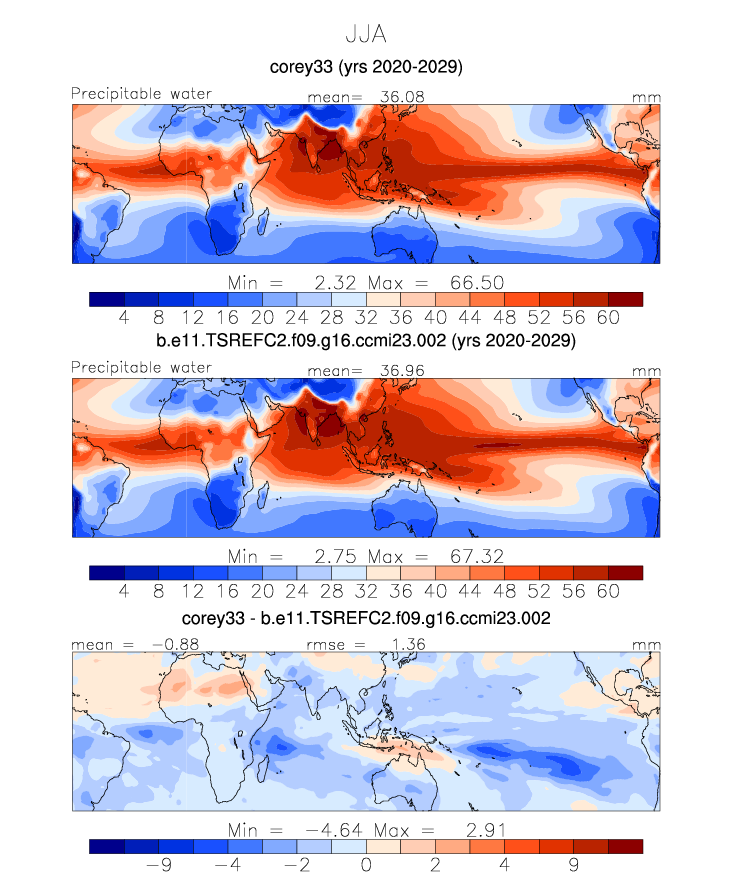 JJA
corey33 (yrs 2020-2029)
Precipitable water mean= 36.08 mm
Min = 2.32 Max = 66.50
4 8 12 16 20 24 28 32 36 40 44 48 52 56 60
b.e11.TSREFC2.f09.g16.ccmi23.002 (yrs 2020-2029)
Precipitable water mean= 36.96 mm
Min = 2.75 Max = 67.32
4 8 12 16 20 24 28 32 36 40 44 48 52 56 60
corey33 - b.e11.TSREFC2.f09.g16.ccmi23.002
mean = -0.88 rmse = 1.36 mm
Min = -4.64 Max = 2.91
-9 -4 -2 0 2 4 9